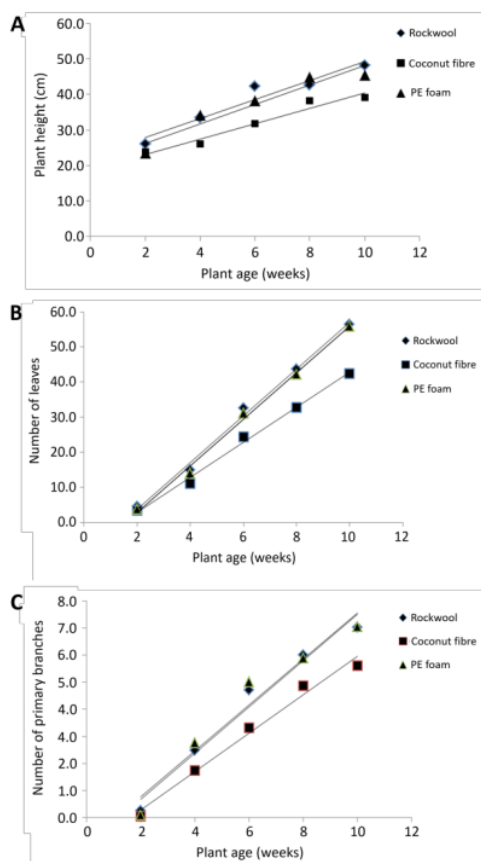 A
60.0
50.0
40.0
30.0
20.0
10.0
0.0
Plant height (cm)
0 2 4 6 8 10 12
Plant age (weeks)
Rockwool
Coconut fibre
PE foam
B
60.0
50.0
40.0
30.0
20.0
10.0
0.0
Number of leaves
0 2 4 6 8 10 12
Plant age (weeks)
Rockwool
Coconut fibre
PE foam
C
8.0
7.0
6.0
5.0
4.0
2.0
1.0
0.0
Number of primary branches
0 2 4 6 8 10 12
Plant age (weeks)
Rockwool
Coconut fibre
PE foam